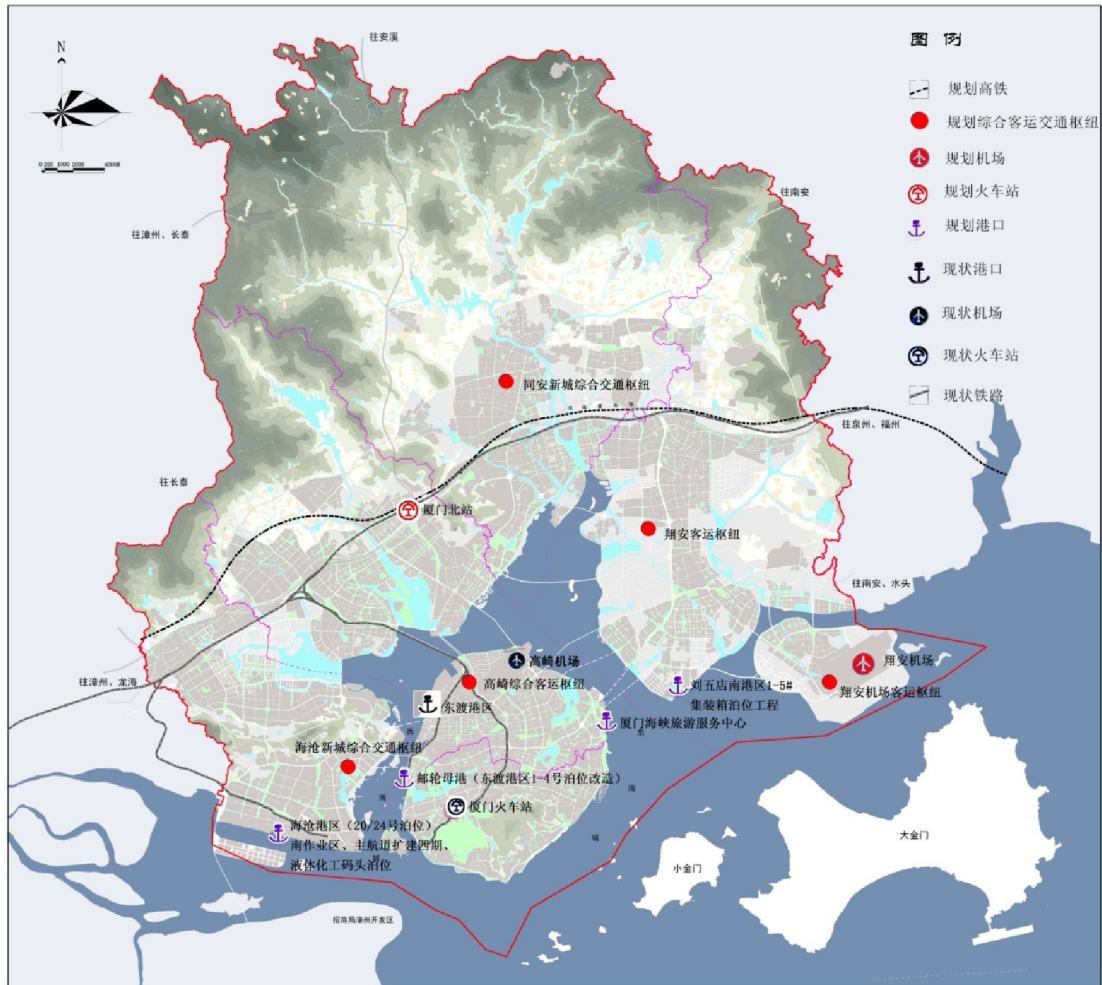 图 例
规划高铁
规划综合客运交通枢纽
规划机场
规划火车站
规划港口
现状港口
现状机场
现状火车站
现状铁路
N
往安溪
往南安
往漳州、长泰
同安新城综合交通枢纽
往泉州、福州
往长泰
厦门北站
翔安客运枢纽
往南安、水头
高崎机场
翔安机场
往漳州、龙海
高崎综合客运枢纽
刘五店南港区1-5#
集装箱泊位工程
翔安机场客运枢纽
东渡港区
厦门海峡旅游服务中心
西
东
海沧新城综合交通枢纽
邮轮母港（东渡港区1-4号泊位改造）
海
海
厦门火车站
海沧港区（20/24号泊位）
南作业区、主航道扩建四期、
液体化工码头泊位
域
域
小金门
大金门
招商局漳州开发区